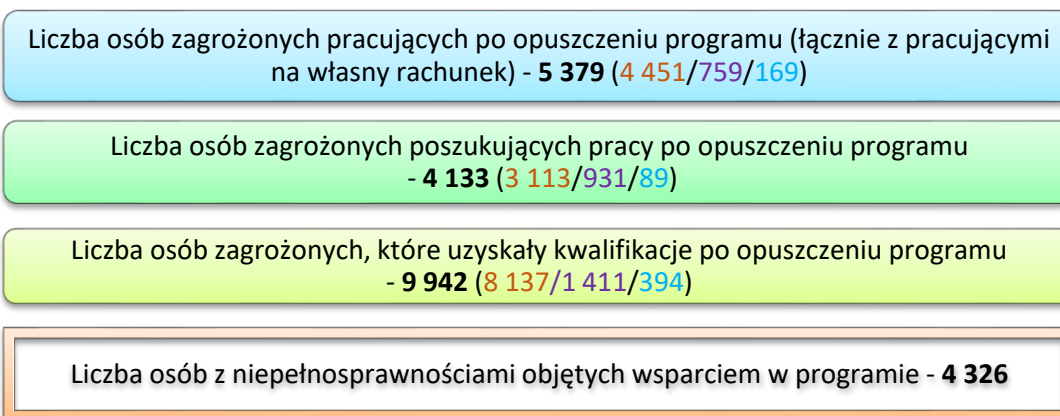 Liczba osób zagrożonych pracujących po opuszczeniu programu (łącznie z pracującymi
na własny rachunek) - 5 379 (4 451/759/169)
Liczba osób zagrożonych poszukujących pracy po opuszczeniu programu
- 4 133 (3 113/931/89)
Liczba osób zagrożonych, które uzyskały kwalifikacje po opuszczeniu programu
- 9 942 (8 137/1 411/394)
Liczba osób z niepełnosprawnościami objętych wsparciem w programie - 4 326